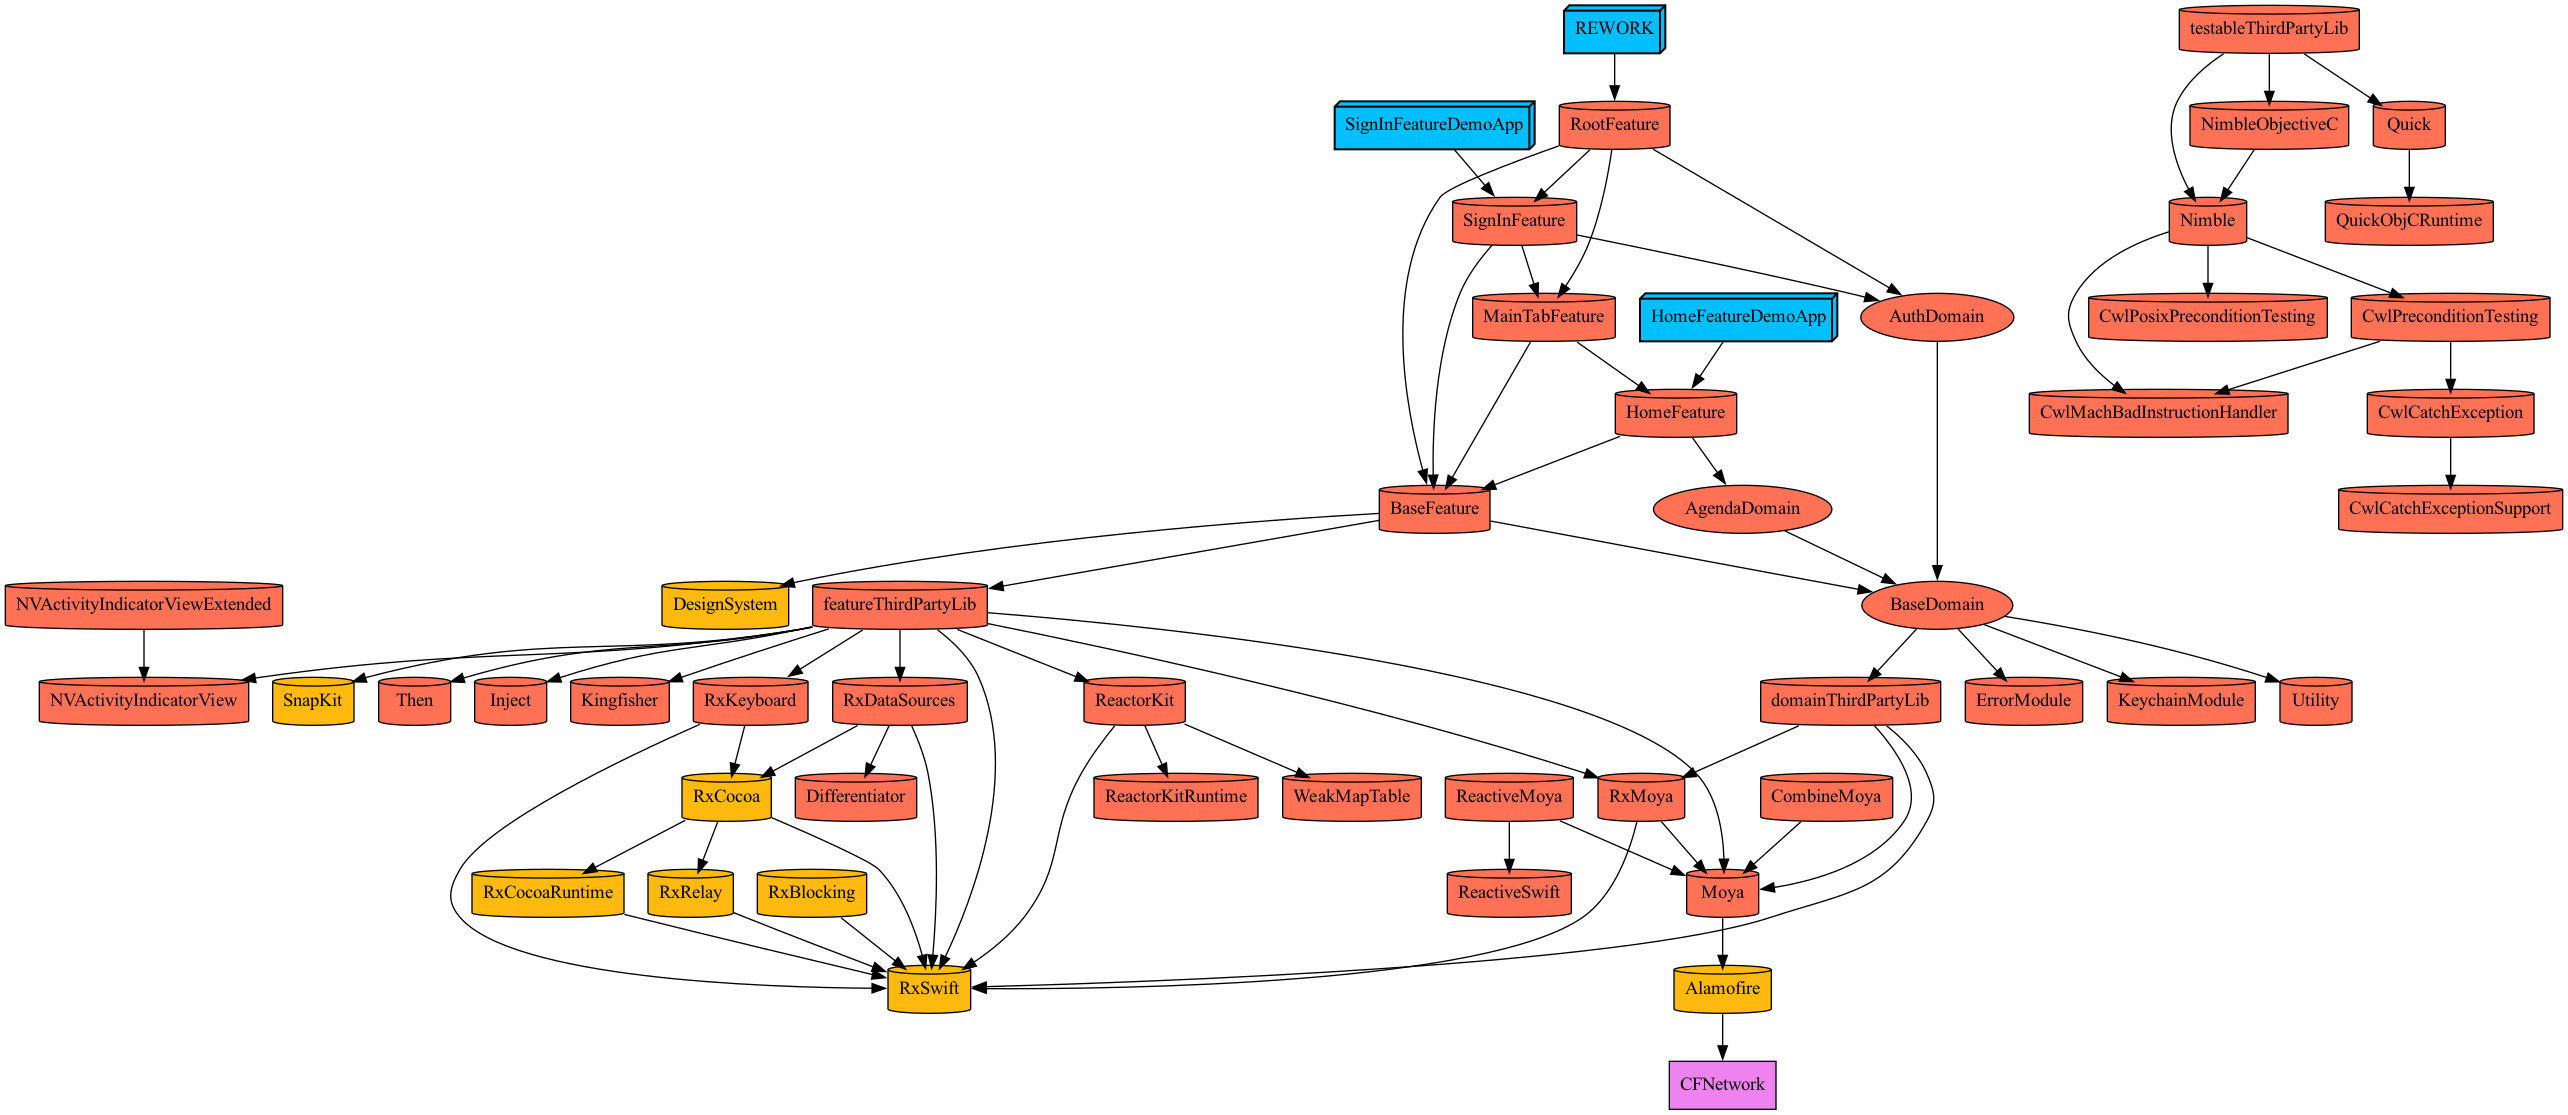 REWORK
testableThirdPartyLib
SignInFeatureDemoApp
RootFeature
NimbleObjectiveC
Quick
SignInFeature
Nimble
QuickObjCRuntime
MainTabFeature
HomeFeatureDemoApp
AuthDomain
CwlPosixPreconditionTesting
CwlPreconditionTesting
HomeFeature
CwlMachBadInstructionHandler
CwlCatchException
BaseFeature
AgendaDomain
CwlCatchExceptionSupport
NVActivityIndicatorViewExtended
DesignSystem
featureThirdPartyLib
BaseDomain
NVActivityIndicatorView
SnapKit
Then
Inject
Kingfisher
RxKeyboard
RxDataSources
ReactorKit
domainThirdPartyLib
ErrorModule
KeychainModule
Utility
RxCocoa
Differentiator
ReactorKitRuntime
WeakMapTable
ReactiveMoya
RxMoya
CombineMoya
RxCocoaRuntime
RxRelay
RxBlocking
ReactiveSwift
Moya
RxSwift
Alamofire
CFNetwork